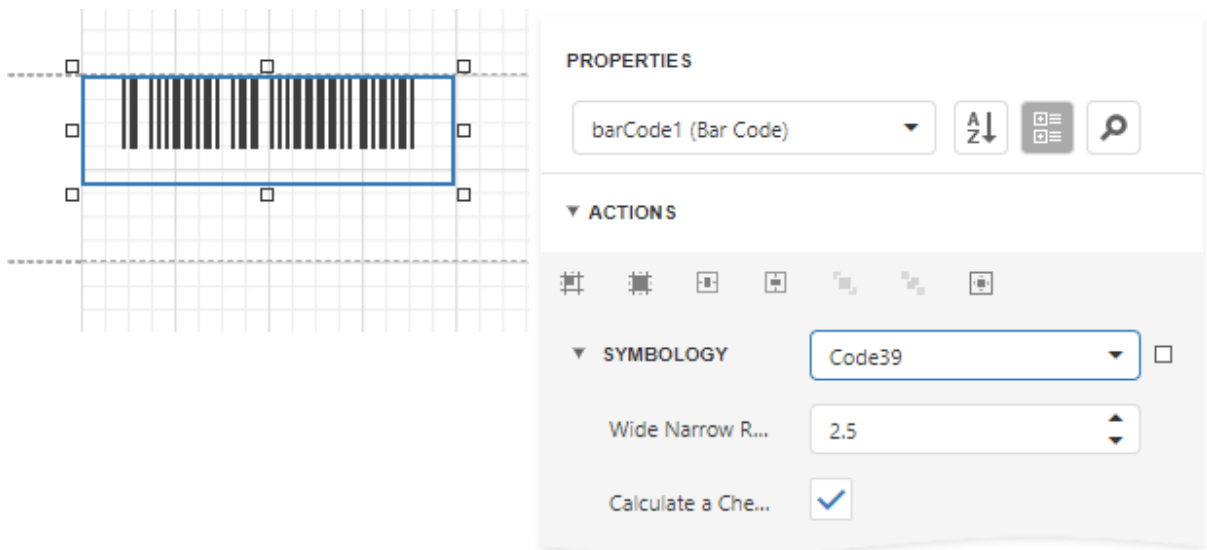 PROPERTIES
barCode1 (Bar Code)
A
Z
ACTIONS
SYMBOLOGY Code39
Wide Narrow R... 2.5
Calculate a Che...